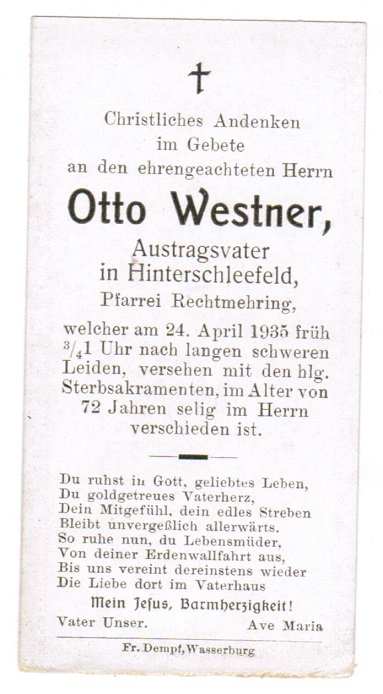 Christliches Andenken
im Gebete
an den ehrengeachteten Herrn
Otto Westner,
Austragsvater
in Hinterschleefeld,
Pfarrei Rechtmehring,
welcher am 24. April 1935 früh
3/4 1 Uhr nach langen schweren
Leiden, versehen mit den hlg.
Sterbsakramenten, im Alter von
72 Jahren selig im Herrn
verschieden ist.
Du ruhst in Gott, geliebtes Leben,
Du goldgetreues Vaterherz,
Dein Mitgefühl, dein edles Streben
Bleibt unvergeßlich allerwärts.
So ruhe nun, du Lebensmüder,
Von deiner Erdenwallfahrt aus,
Bis uns vereint dereinstens wieder
Die Liebe dort im Vaterhaus
Mein Jesus, Barmherzigkeit!
Vater Unser. Ave Maria
Fr. Dempf, Wasserburg